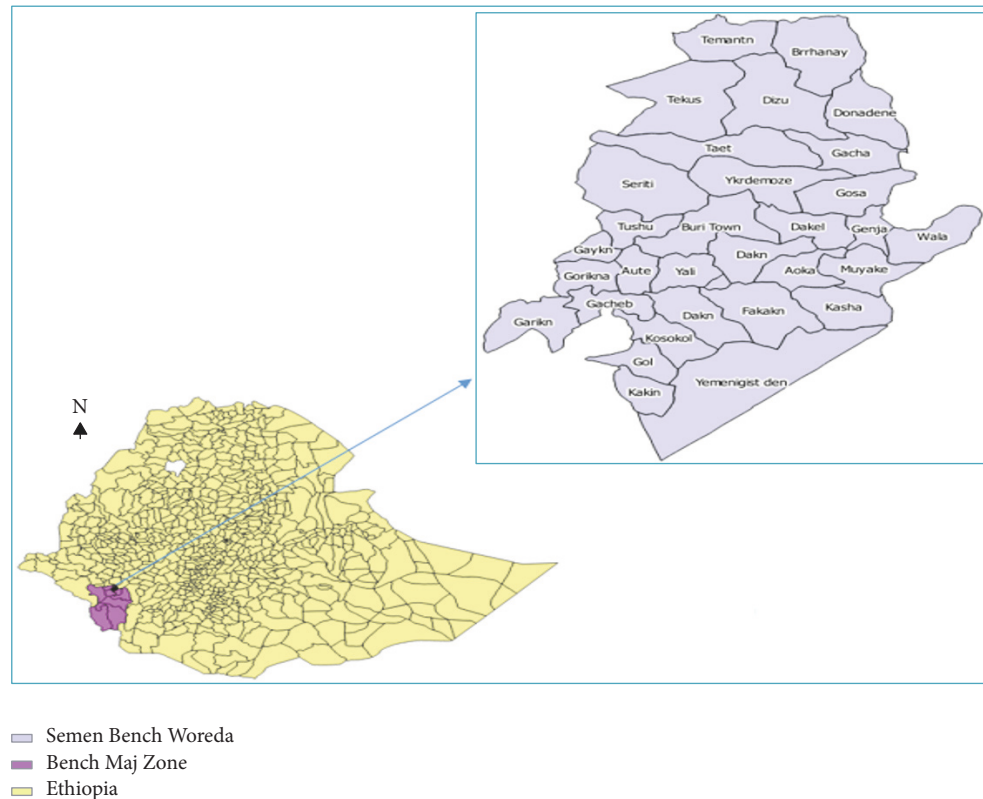 Temantn
Brrhanay
Tekus
Dizu
Donadene
Taet
Gacha
Seriti
Ykrdemoze
Gosa
Tushu
Buri Town
Dakel
Genja
Wala
Gaykn
Dakn
Gorikna
Aute
Yali
Aoka
Muyake
Gacheb
Garikn
Dakn
Fakakn
Kasha
Kosokol
Gol
Kakin
Yemenigist den
N
Semen Bench Woreda
Bench Maj Zone
Ethiopia